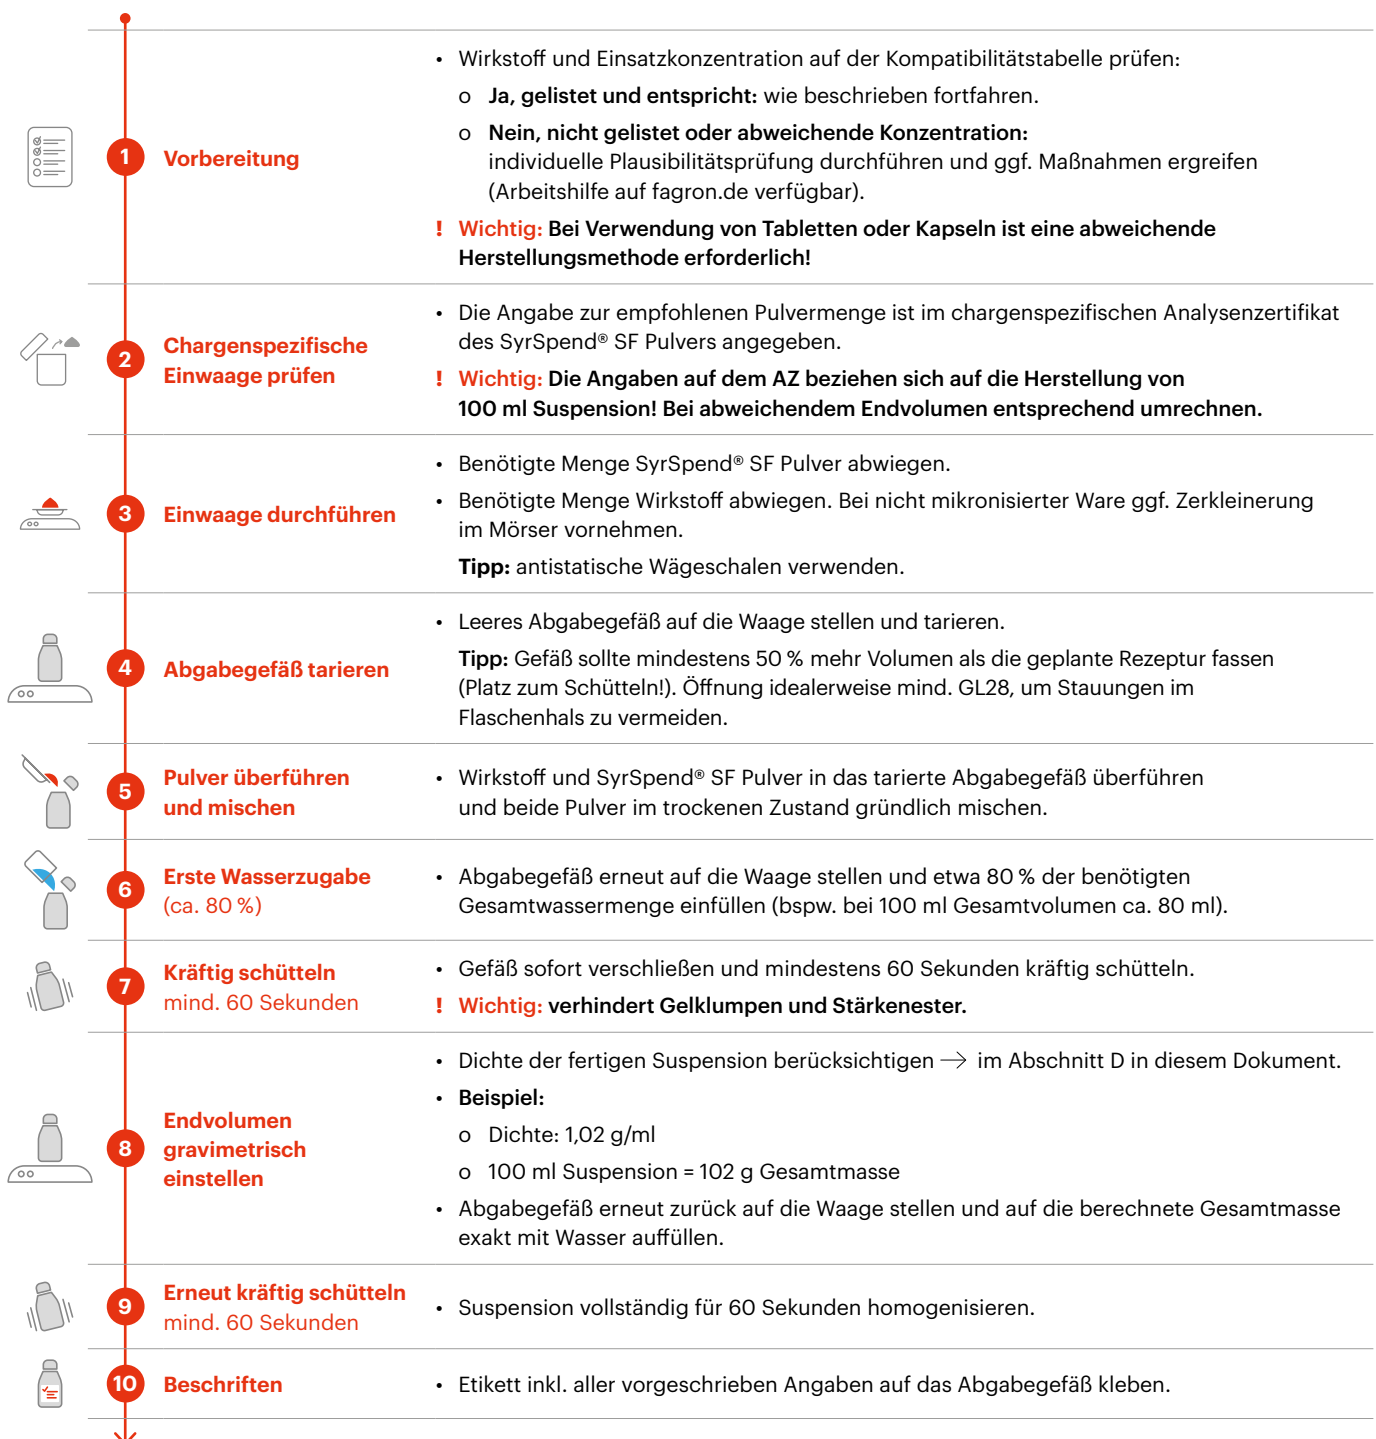 1
Vorbereitung
• Wirkstoff und Einsatzkonzentration auf der Kompatibilitätstabelle prüfen:
o Ja, gelistet und entspricht: wie beschrieben fortfahren.
o Nein, nicht gelistet oder abweichende Konzentration:
individuelle Plausibilitätsprüfung durchführen und ggf. Maßnahmen ergreifen
(Arbeitshilfe auf fagron.de verfügbar).
! Wichtig: Bei Verwendung von Tabletten oder Kapseln ist eine abweichende
Herstellungsmethode erforderlich!
2
Chargenspezifische
Einwaage prüfen
• Die Angabe zur empfohlenen Pulvermenge ist im chargenspezifischen Analysenzertifikat
des SyrSpend® SF Pulvers angegeben.
! Wichtig: Die Angaben auf dem AZ beziehen sich auf die Herstellung von
100 ml Suspension! Bei abweichendem Endvolumen entsprechend umrechnen.
3
Einwaage durchführen
• Benötigte Menge SyrSpend® SF Pulver abwiegen.
• Benötigte Menge Wirkstoff abwiegen. Bei nicht mikronisierter Ware ggf. Zerkleinerung
im Mörser vornehmen.
Tipp: antistatische Wägeschalen verwenden.
4
Abgabegefäß tarieren
• Leeres Abgabegefäß auf die Waage stellen und tarieren.
Tipp: Gefäß sollte mindestens 50 % mehr Volumen als die geplante Rezeptur fassen
(Platz zum Schütteln!). Öffnung idealerweise mind. GL28, um Stauungen im
Flaschenhals zu vermeiden.
5
Pulver überführen
und mischen
• Wirkstoff und SyrSpend® SF Pulver in das tarierte Abgabegefäß überführen
und beide Pulver im trockenen Zustand gründlich mischen.
6
Erste Wasserzugabe
(ca. 80 %)
• Abgabegefäß erneut auf die Waage stellen und etwa 80 % der benötigten
Gesamtwassermenge einfüllen (bspw. bei 100 ml Gesamtvolumen ca. 80 ml).
7
Kräftig schütteln
mind. 60 Sekunden
• Gefäß sofort verschließen und mindestens 60 Sekunden kräftig schütteln.
! Wichtig: verhindert Gelklumpen und Stärkenester.
8
Endvolumen
gravimetrisch
einstellen
• Dichte der fertigen Suspension berücksichtigen → im Abschnitt D in diesem Dokument.
• Beispiel:
o Dichte: 1,02 g/ml
o 100 ml Suspension = 102 g Gesamtmasse
• Abgabegefäß erneut zurück auf die Waage stellen und auf die berechnete Gesamtmasse
exakt mit Wasser auffüllen.
9
Erneut kräftig schütteln
mind. 60 Sekunden
• Suspension vollständig für 60 Sekunden homogenisieren.
10
Beschriften
• Etikett inkl. aller vorgeschrieben Angaben auf das Abgabegefäß kleben.